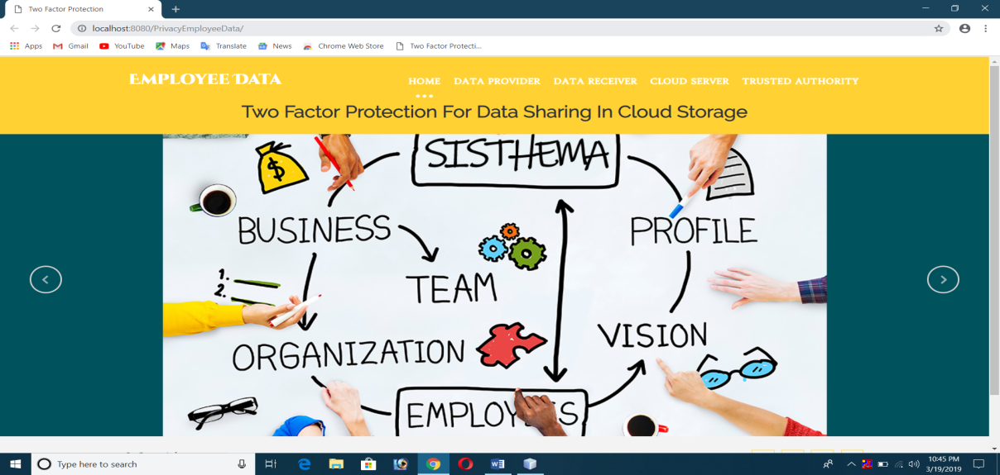 Two Factor Protection
localhost:8080/PrivacyEmployeeData/
Apps Gmail YouTube Maps Translate News Chrome Web Store Two Factor Protecti...
EMPLOYEE DATA
HOME DATA PROVIDER DATA RECEIVER CLOUD SERVER TRUSTED AUTHORITY
Two Factor Protection For Data Sharing In Cloud Storage
SISTHEMA
$
BUSINESS
PROFILE
1.
2.
TEAM
VISION
ORGANIZATION
Type here to search
10:45 PM
3/19/2019